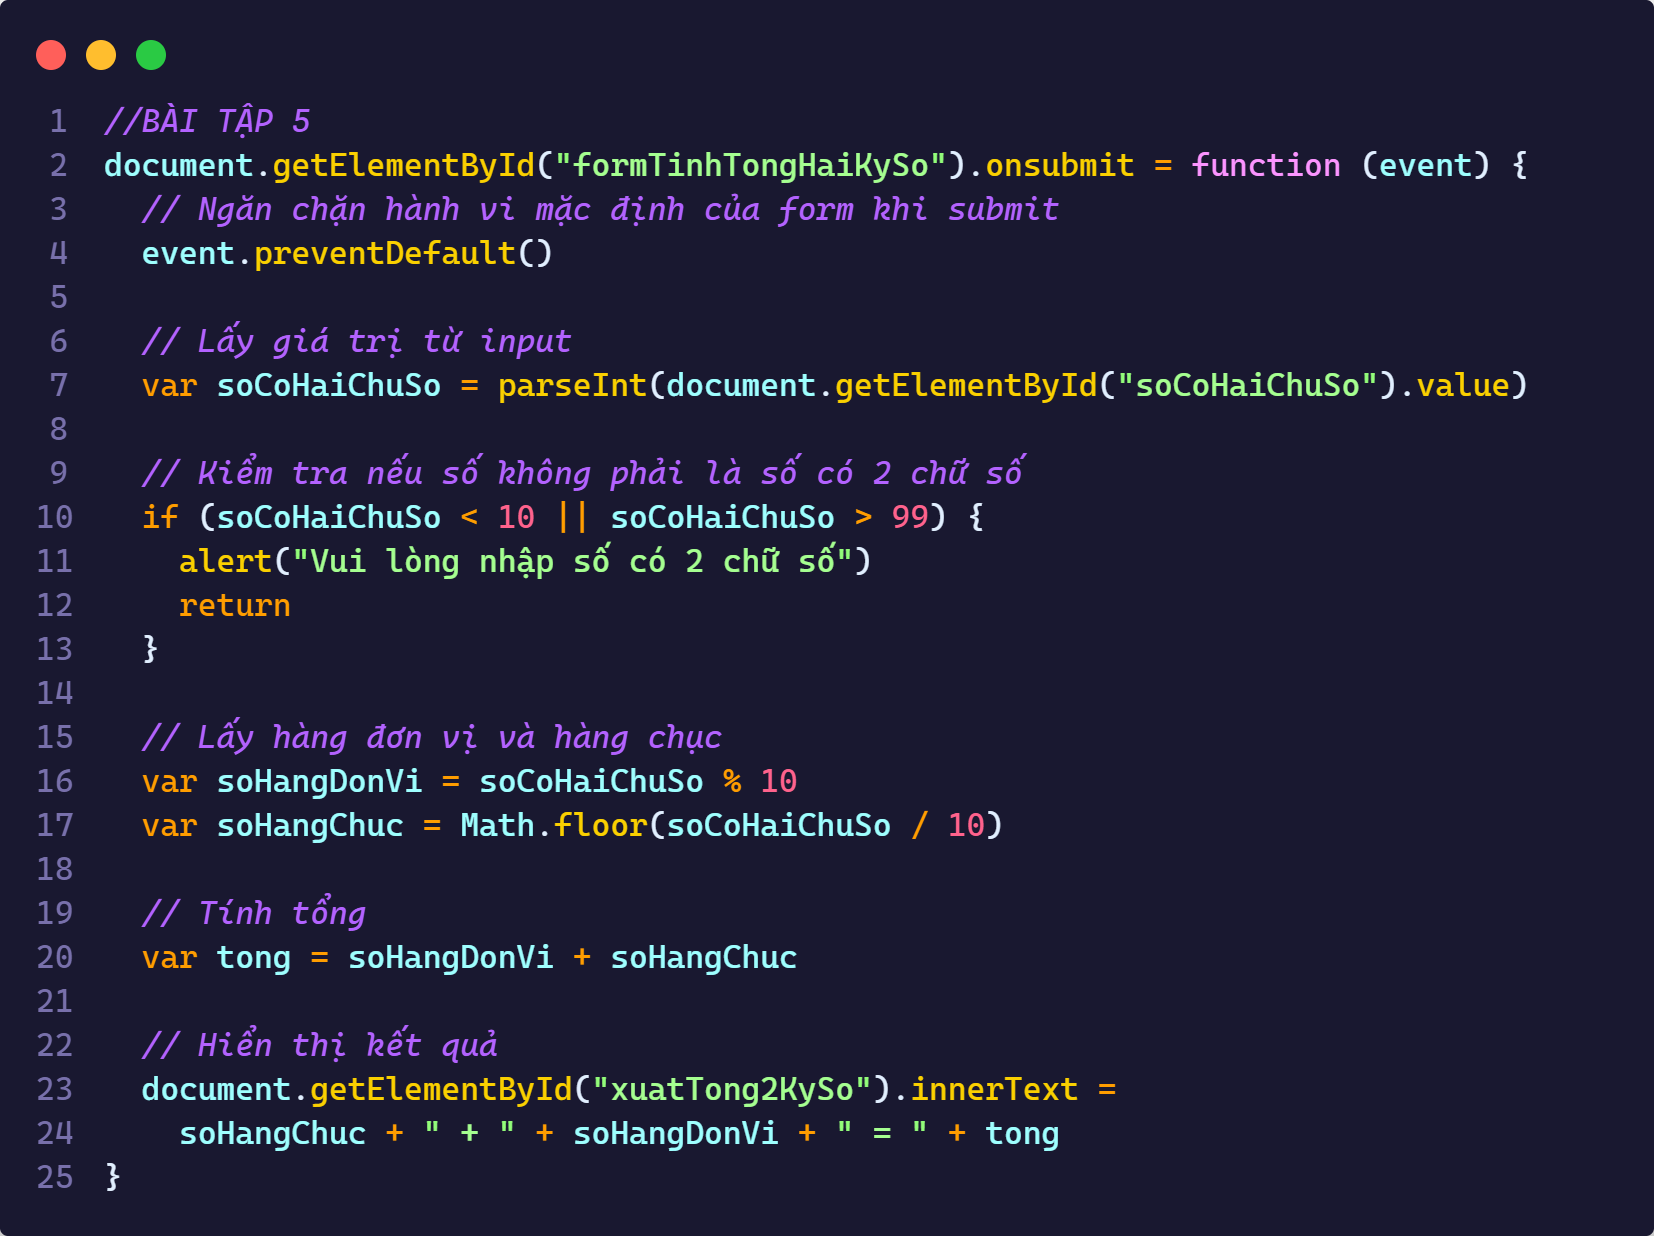 1 //BÀI TẬP 5
2 document.getElementById("formTinhTongHaiKySo").onsubmit = function (event) {
3   // Ngăn chặn hành vi mặc định của form khi submit
4   event.preventDefault()
5
6   // Lấy giá trị từ input
7   var soCoHaiChuSo = parseInt(document.getElementById("soCoHaiChuSo").value)
8
9   // Kiểm tra nếu số không phải là số có 2 chữ số
10   if (soCoHaiChuSo < 10 || soCoHaiChuSo > 99) {
11     alert("Vui lòng nhập số có 2 chữ số")
12     return
13   }
14
15   // Lấy hàng đơn vị và hàng chục
16   var soHangDonVi = soCoHaiChuSo % 10
17   var soHangChuc = Math.floor(soCoHaiChuSo / 10)
18
19   // Tính tổng
20   var tong = soHangDonVi + soHangChuc
21
22   // Hiển thị kết quả
23   document.getElementById("xuatTong2KySo").innerText =
24     soHangChuc + " + " + soHangDonVi + " = " + tong
25 }